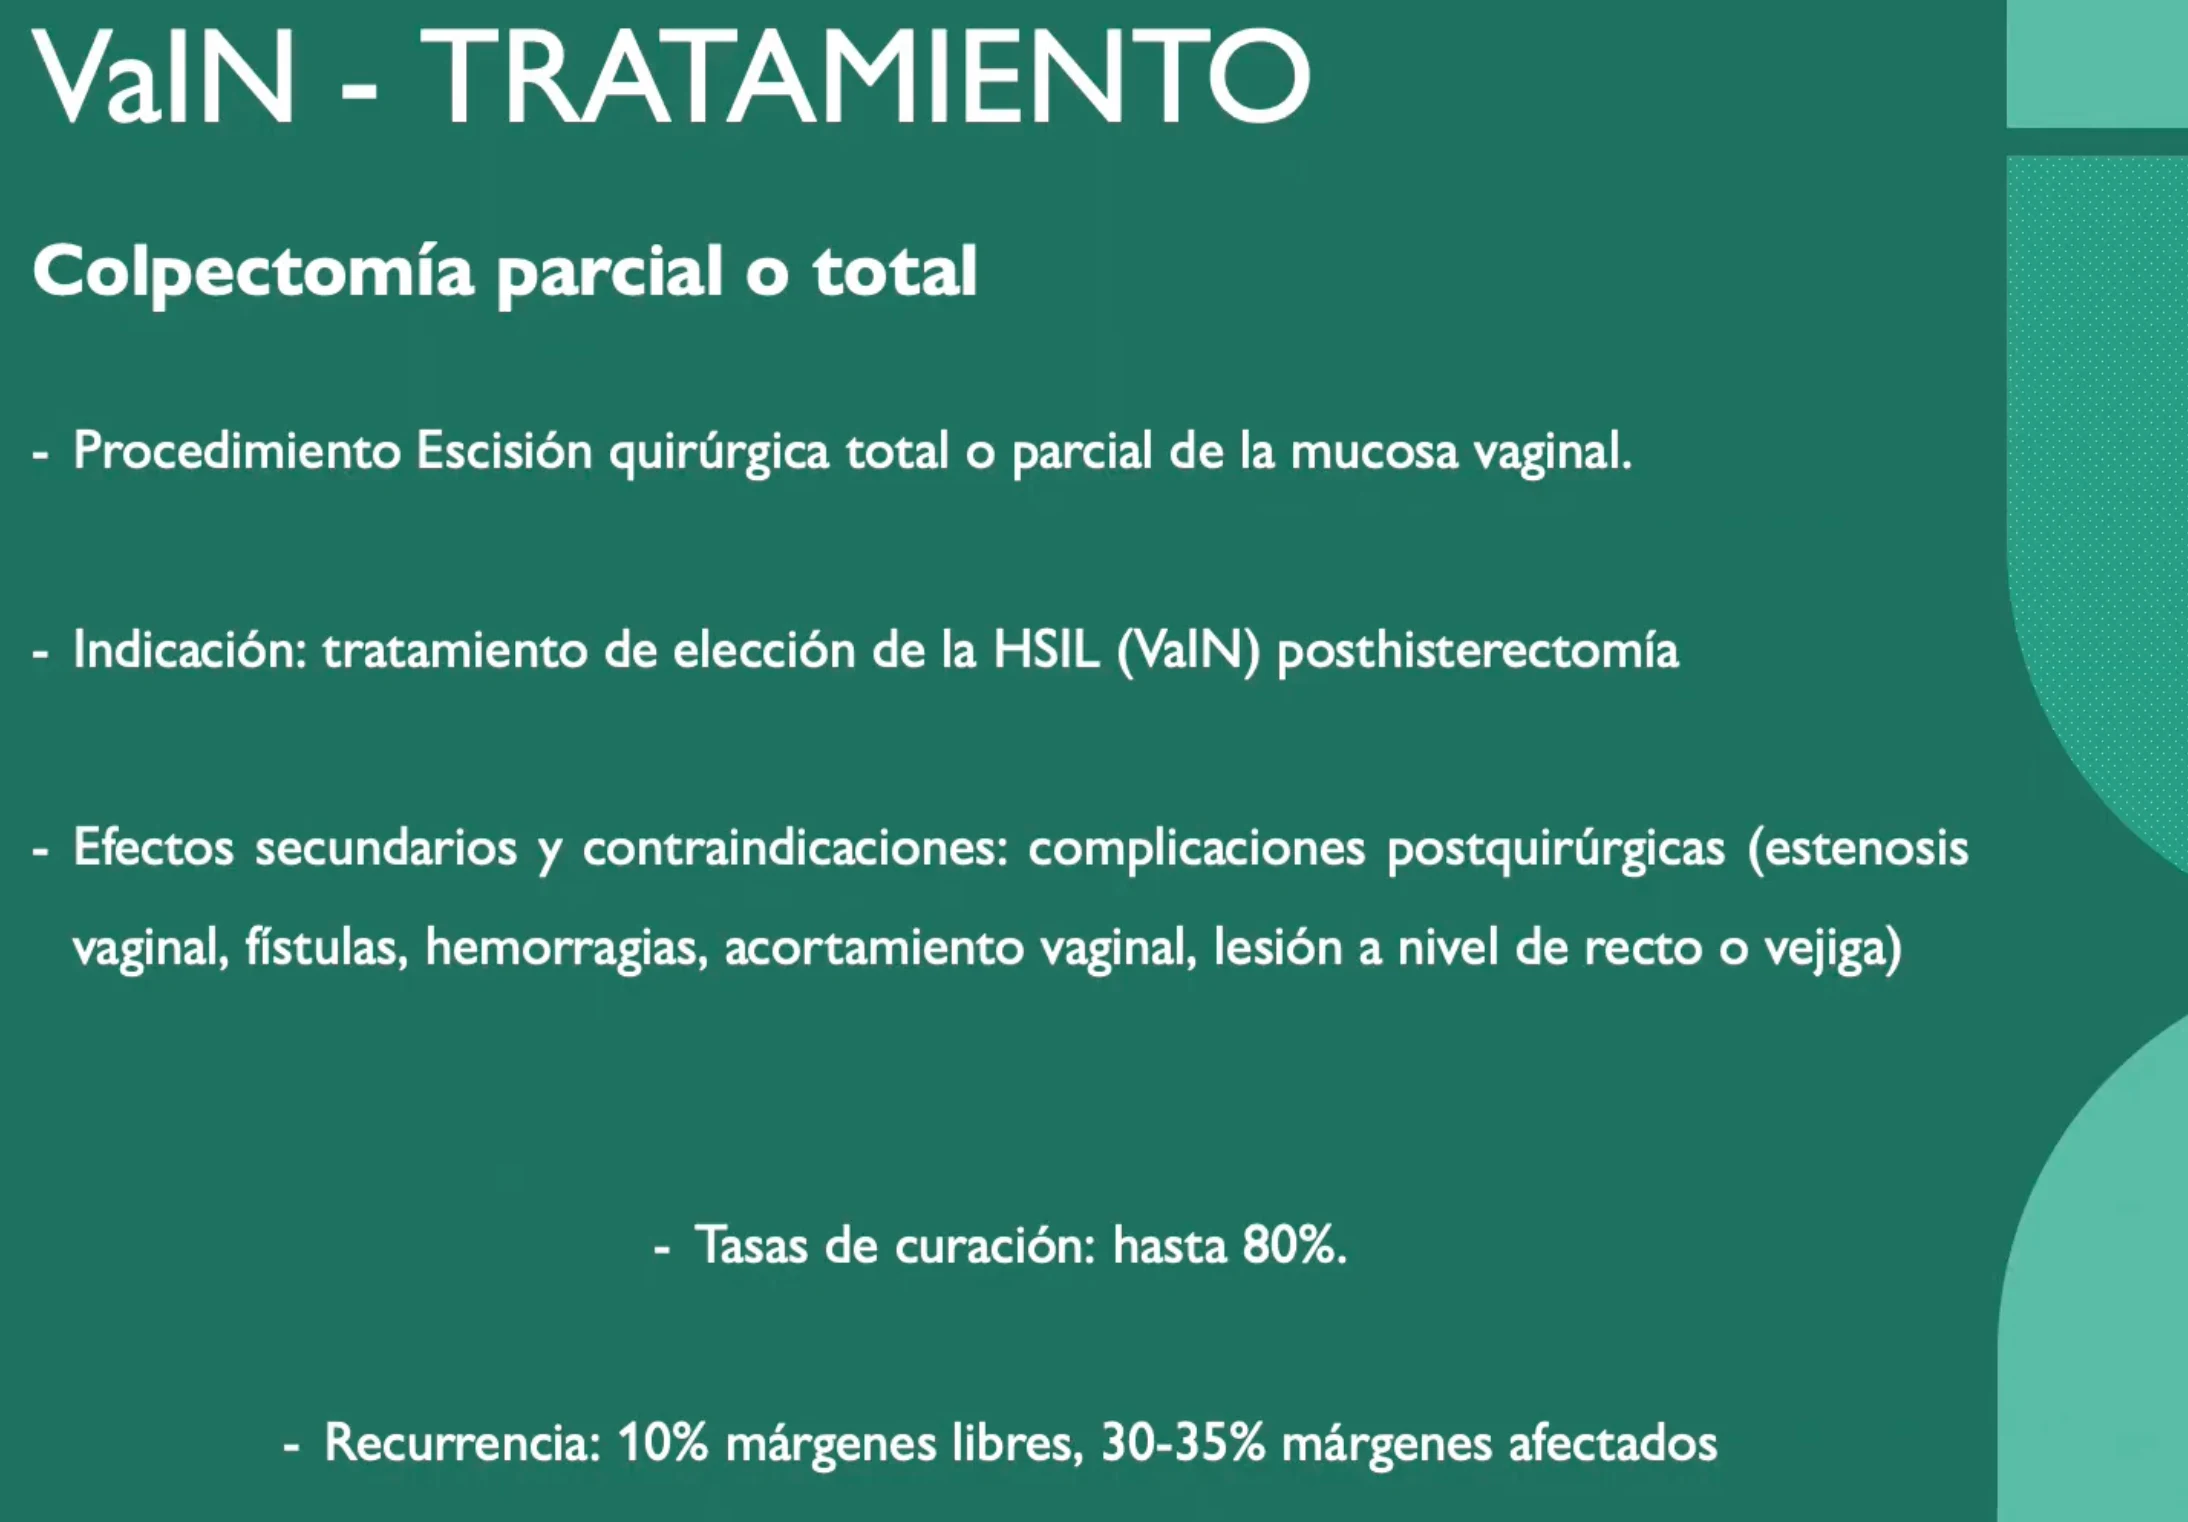 VaIN - TRATAMIENTO
Colpectomía parcial o total
- Procedimiento Escisión quirúrgica total o parcial de la mucosa vaginal.
- Indicación: tratamiento de elección de la HSIL (VaIN) posthisterectomía
- Efectos secundarios y contraindicaciones: complicaciones postquirúrgicas (estenosis
vaginal, fístulas, hemorragias, acortamiento vaginal, lesión a nivel de recto o vejiga)
- Tasas de curación: hasta 80%.
- Recurrencia: 10% márgenes libres, 30-35% márgenes afectados